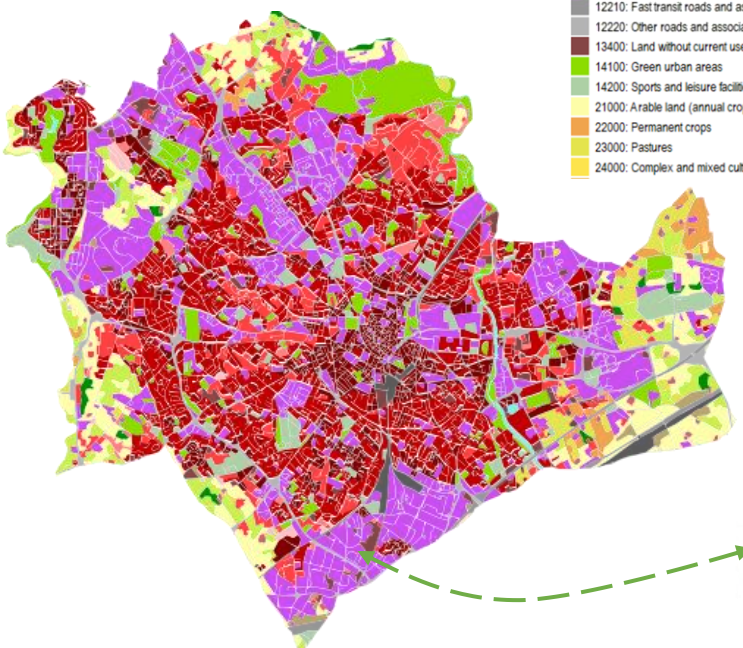 12210: Fast transit roads and as
12220: Other roads and associa
13400: Land without current use
14100: Green urban areas
14200: Sports and leisure faciliti
21000: Arable land (annual crop
22000: Permanent crops
23000: Pastures
24000: Complex and mixed cult